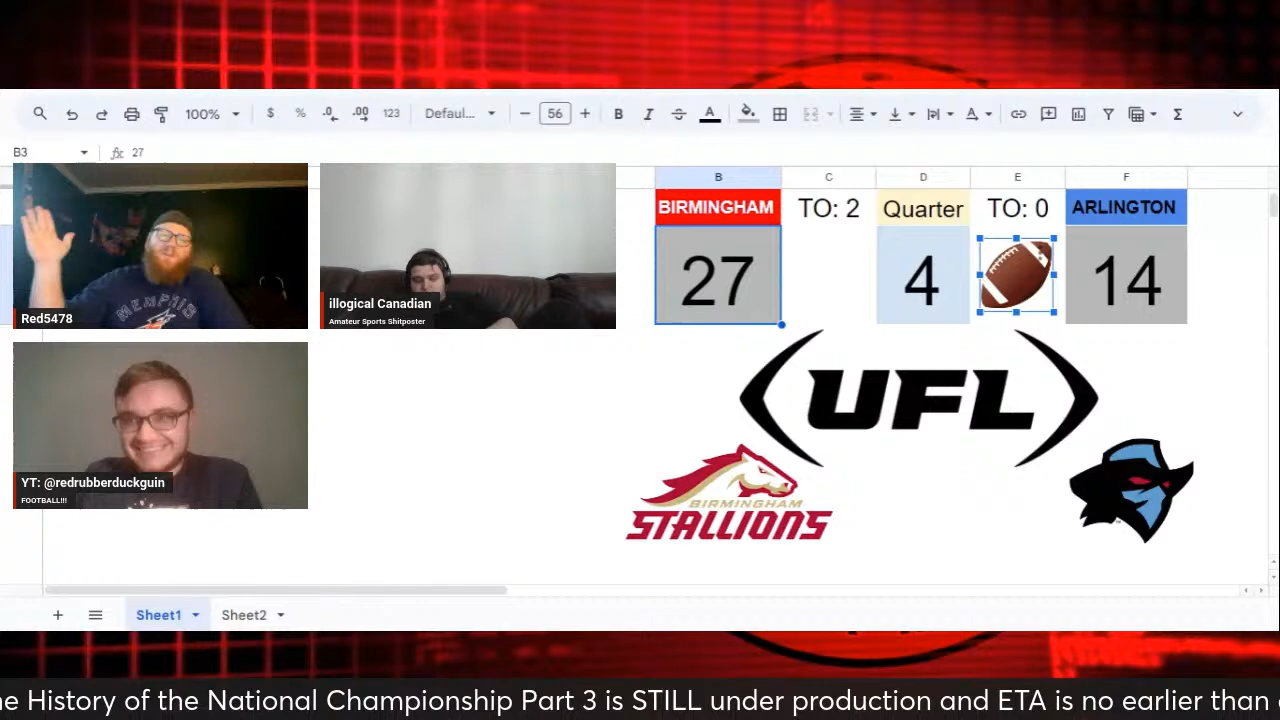 100%
$
%
.0
.00
123
Defaul...
56
B
I
S
A
Σ
B3
fx 27
B
C
D
E
F
BIRMINGHAM
TO: 2
Quarter
TO: 0
ARLINGTON
27
4
14
MEMPHIS
Red5478
illogical Canadian
Amateur Sports Shitposter
YT: @redrubberduckguin
FOOTBALL!!!
UFL
BIRMINGHAM
STALLIONS
Sheet1
Sheet2
e History of the National Championship Part 3 is STILL under production and ETA is no earlier than